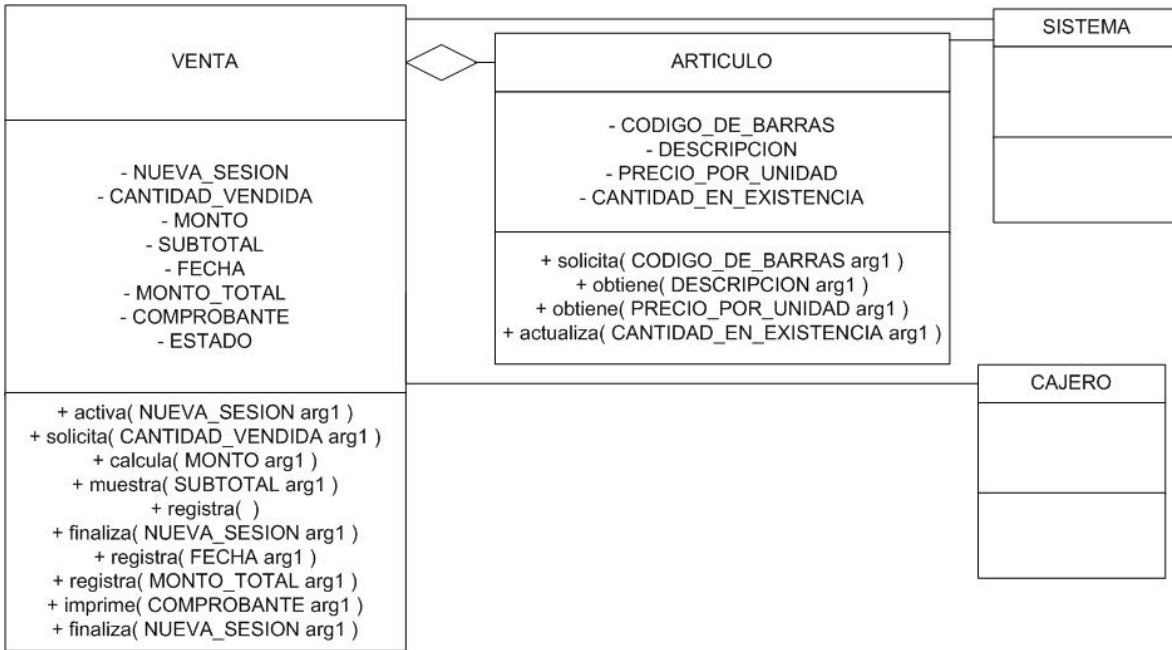 VENTA
- NUEVA_SESION
- CANTIDAD_VENDIDA
- MONTO
- SUBTOTAL
- FECHA
- MONTO_TOTAL
- COMPROBANTE
- ESTADO
+ activa( NUEVA_SESION arg1 )
+ solicita( CANTIDAD_VENDIDA arg1 )
+ calcula( MONTO arg1 )
+ muestra( SUBTOTAL arg1 )
+ registra( )
+ finaliza( NUEVA_SESION arg1 )
+ registra( FECHA arg1 )
+ registra( MONTO_TOTAL arg1 )
+ imprime( COMPROBANTE arg1 )
+ finaliza( NUEVA_SESION arg1 )
ARTICULO
- CODIGO_DE_BARRAS
- DESCRIPCION
- PRECIO_POR_UNIDAD
- CANTIDAD_EN_EXISTENCIA
+ solicita( CODIGO_DE_BARRAS arg1 )
+ obtiene( DESCRIPCION arg1 )
+ obtiene( PRECIO_POR_UNIDAD arg1 )
+ actualiza( CANTIDAD_EN_EXISTENCIA arg1 )
SISTEMA
CAJERO